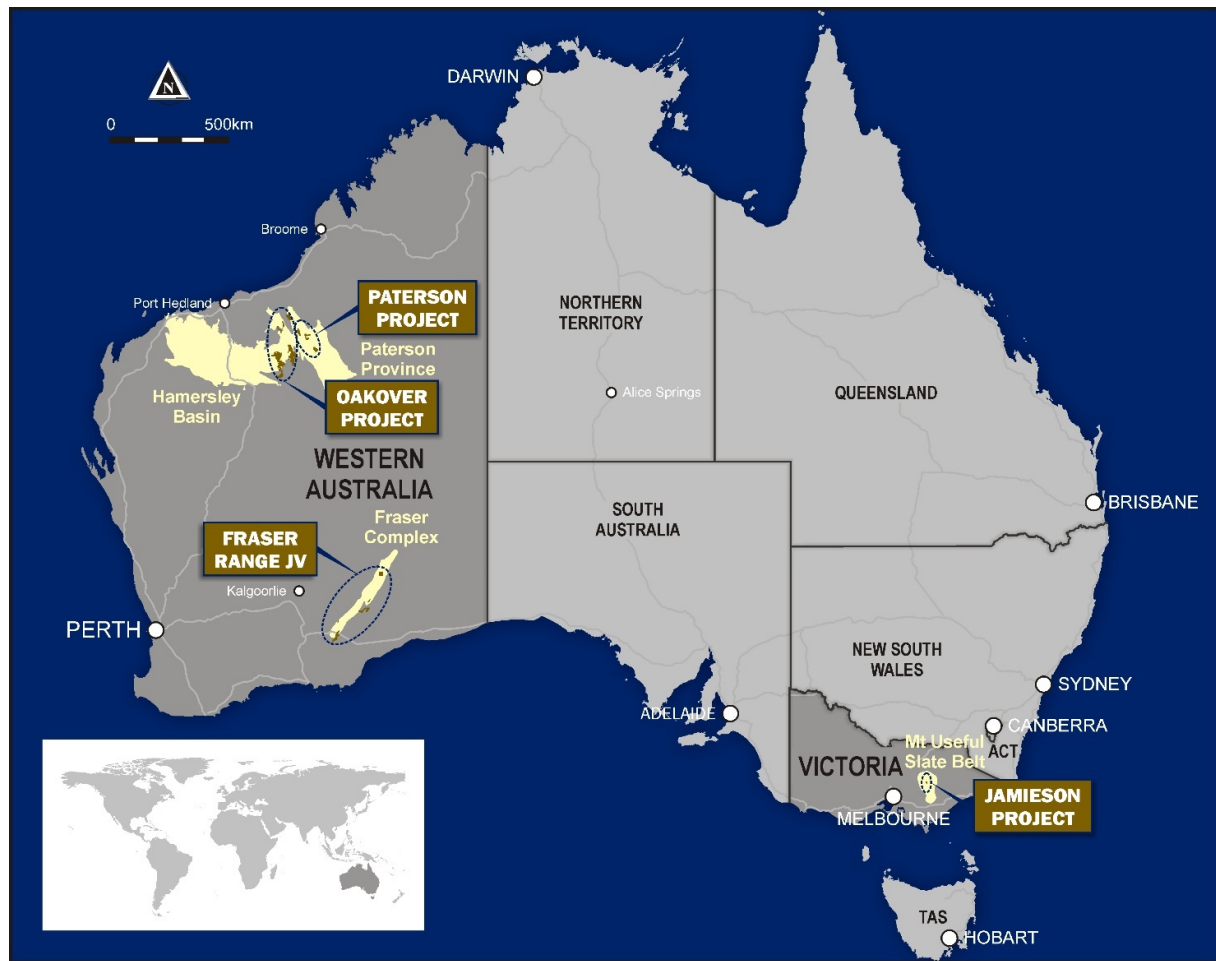 DARWIN
N
0 500km
Broome
Port Hedland
PATERSON
PROJECT
NORTHERN
TERRITORY
Paterson
Province
Hamersley
Basin
OAKOVER
PROJECT
Alice Springs
QUEENSLAND
WESTERN
AUSTRALIA
BRISBANE
SOUTH
AUSTRALIA
Fraser
Complex
FRASER
RANGE JV
Kalgoorlie
PERTH
NEW SOUTH
WALES
SYDNEY
ADELAIDE
CANBERRA
ACT
Mt Useful
Slate Belt
VICTORIA
JAMIESON
PROJECT
MELBOURNE
TAS
HOBART